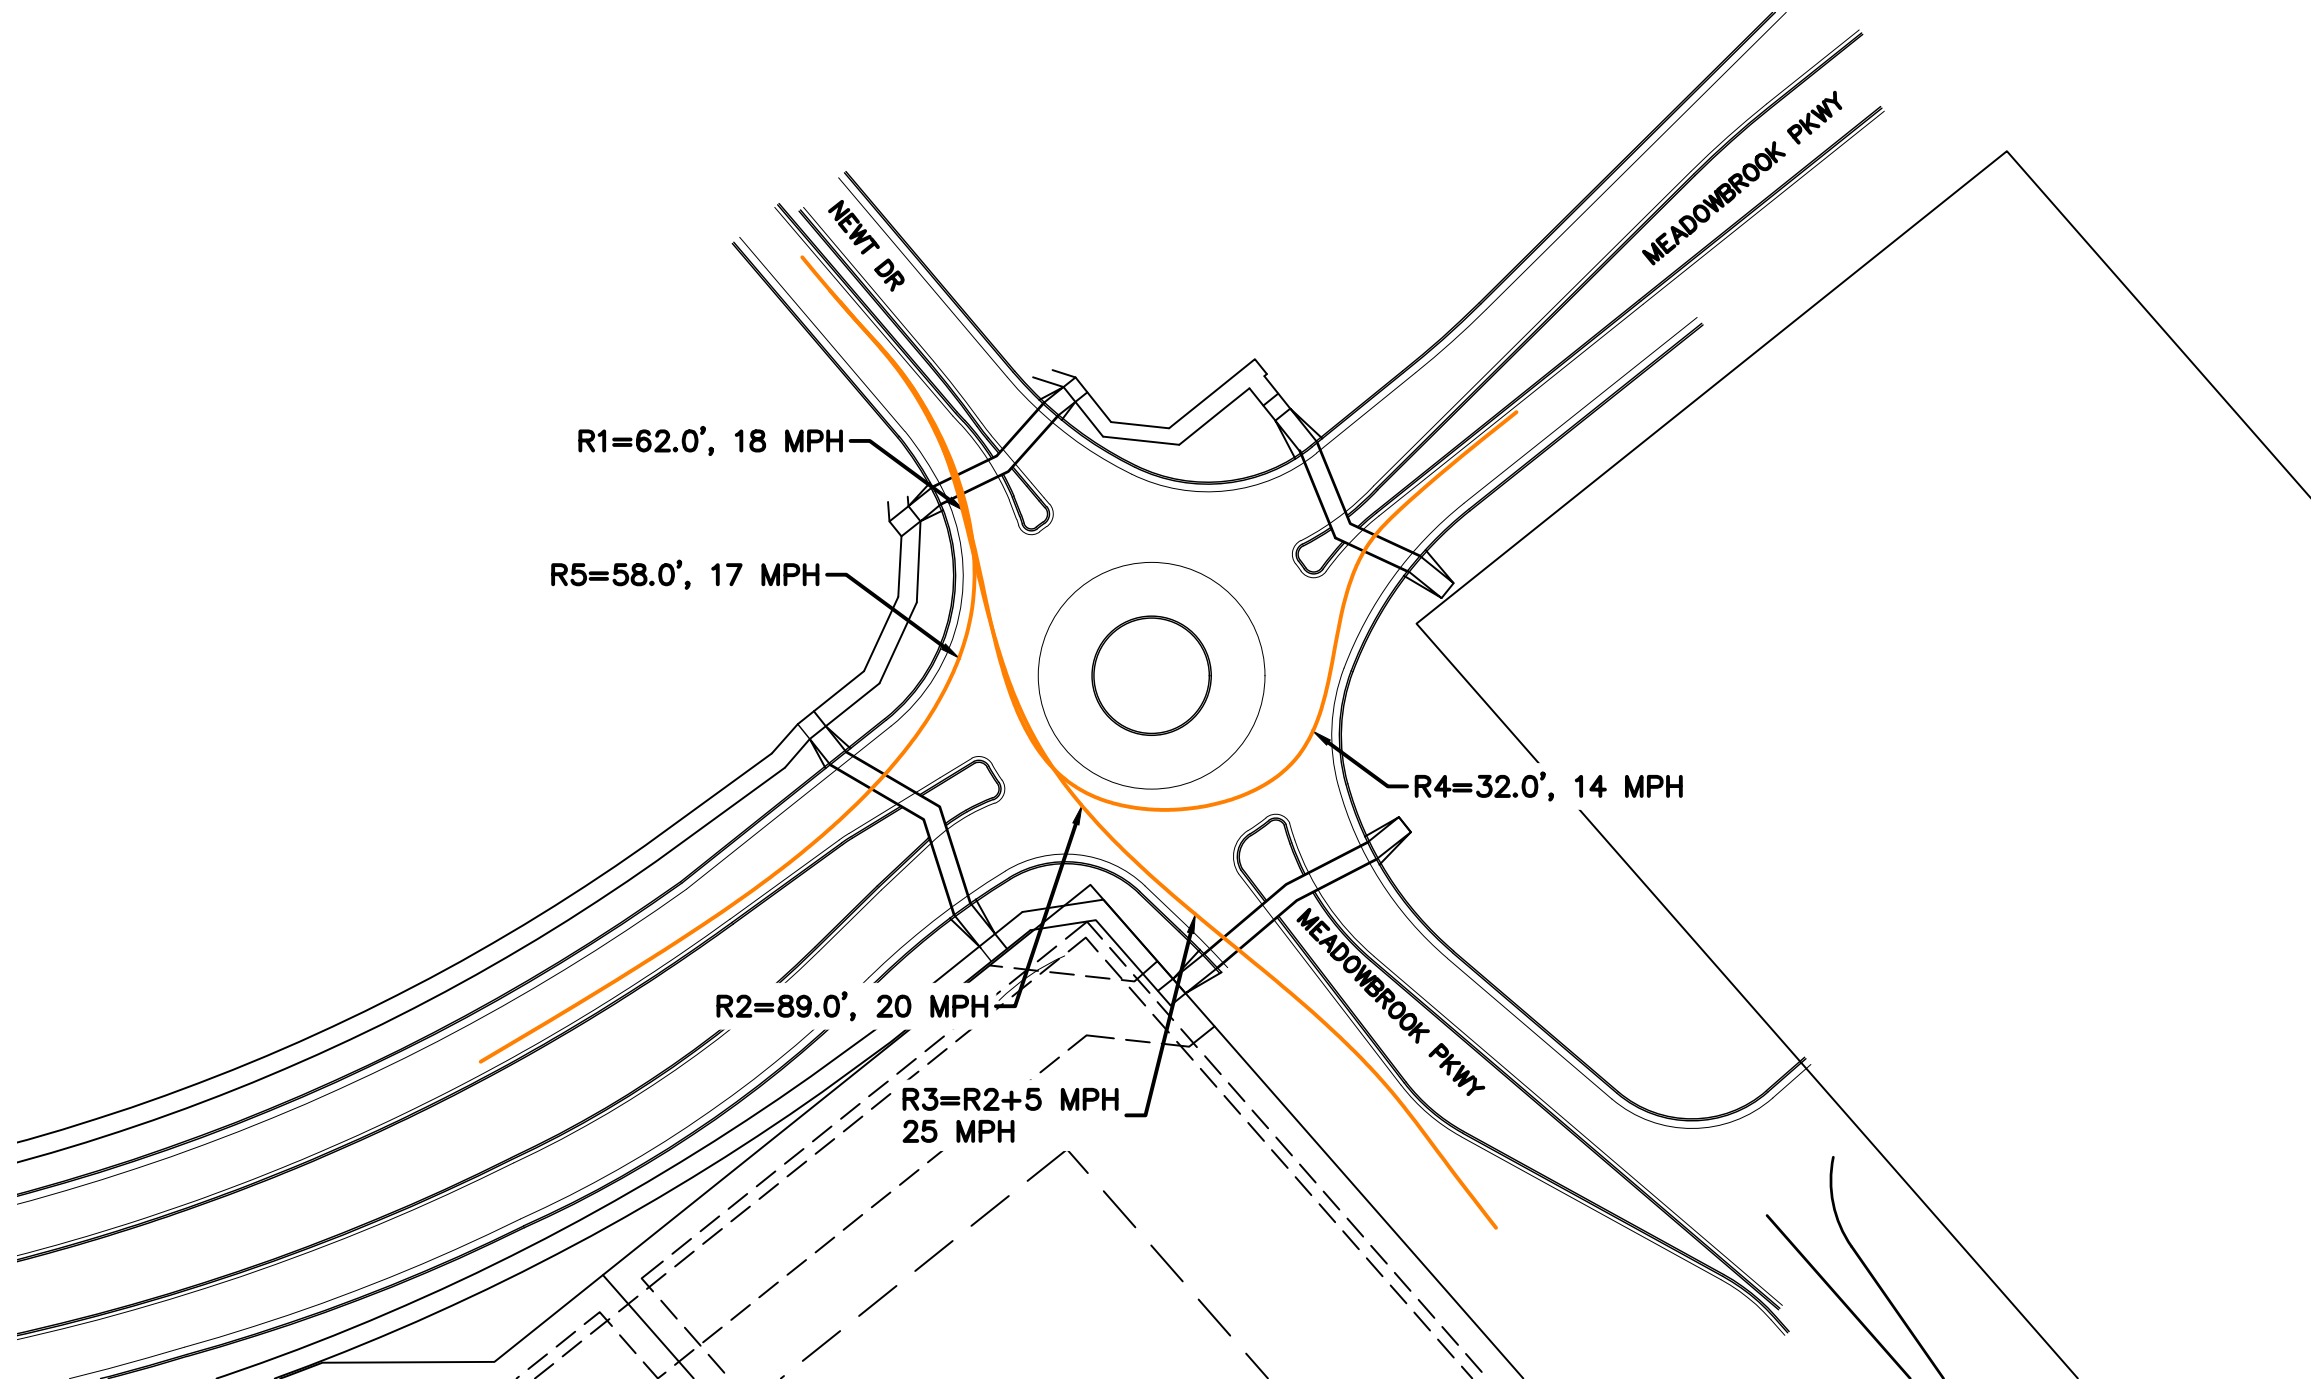 MEADOWBROOK PKWY
NEWT DR
R1=62.0', 18 MPH
R5=58.0', 17 MPH
R4=32.0', 14 MPH
MEADOWBROOK PKWY
R2=89.0', 20 MPH
R3=R2+5 MPH
25 MPH